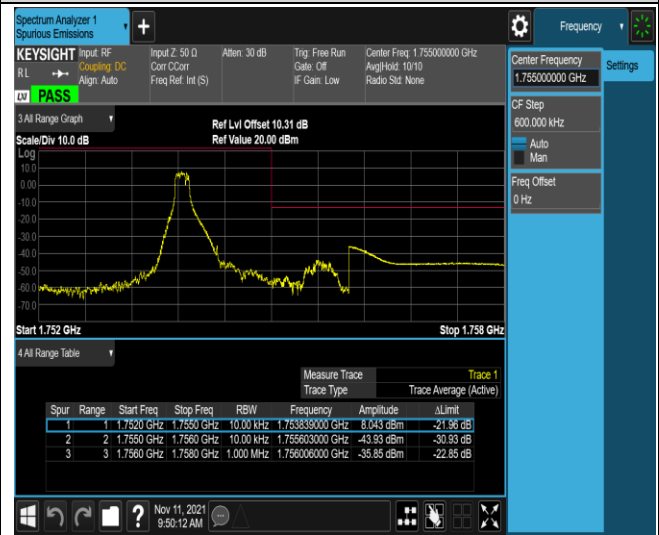 Spectrum Analyzer 1
Spurious Emissions
Frequency
KEYSIGHT
R L
Input: RF
Coupling: DC
Align: Auto
Input Z: 50 Ω
Corr CCorr
Freq Ref: Int (S)
Atten: 30 dB
Trig: Free Run
Gate: Off
IF Gain: Low
Center Freq: 1.755000000 GHz
Avg|Hold: 10/10
Radio Std: None
LXI PASS
Center Frequency
1.755000000 GHz
Settings
CF Step
600.000 kHz
Auto
Man
Freq Offset
0 Hz
3 All Range Graph
Ref Lvl Offset 10.31 dB
Scale/Div 10.0 dB
Ref Value 20.00 dBm
Log
10.0
0.00
-10.0
-20.0
-30.0
-40.0
-50.0
-60.0
-70.0
Start 1.752 GHz
Stop 1.758 GHz
4 All Range Table
Measure Trace Trace 1
Trace Type Trace Average (Active)
Spur Range Start Freq Stop Freq RBW Frequency Amplitude ΔLimit
1 1 1.7520 GHz 1.7550 GHz 10.00 kHz 1.753839000 GHz 8.043 dBm -21.96 dB
2 2 1.7550 GHz 1.7560 GHz 10.00 kHz 1.755603000 GHz -43.93 dBm -30.93 dB
3 3 1.7560 GHz 1.7580 GHz 1.000 MHz 1.756006000 GHz -35.85 dBm -22.85 dB
Nov 11, 2021
9:50:12 AM